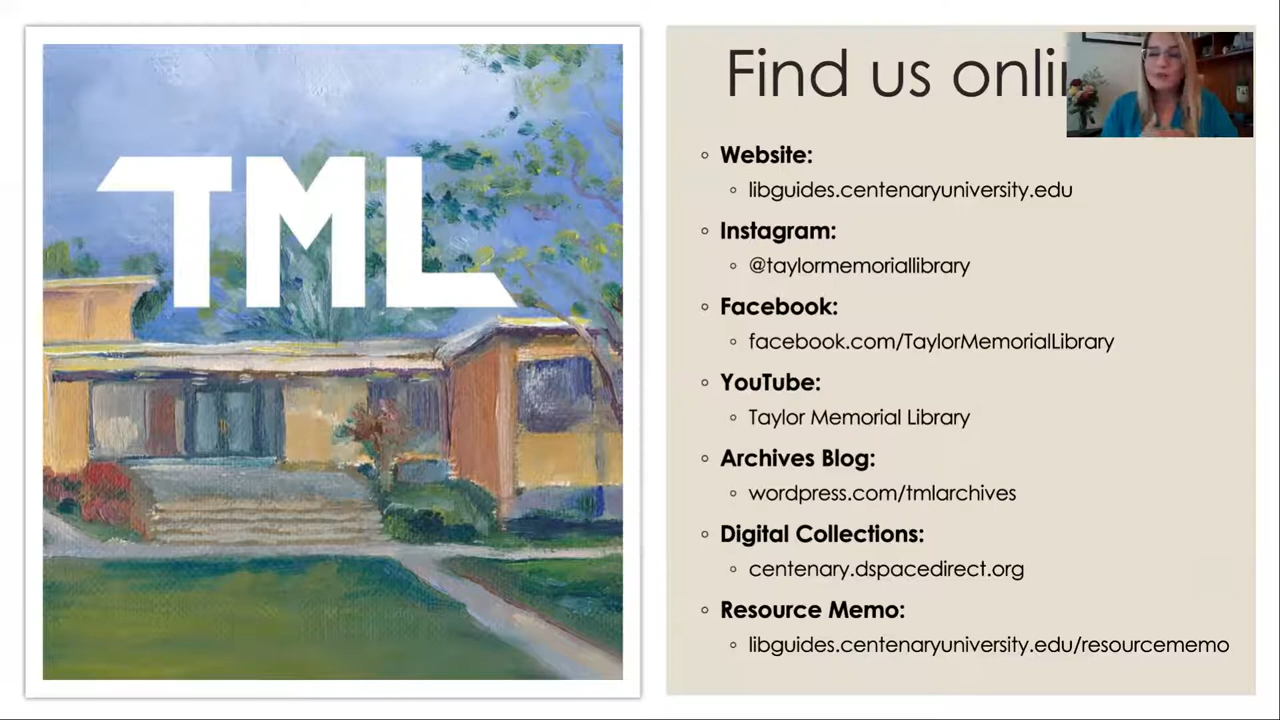 TML
Find us onli
Website:
libguides.centenaryuniversity.edu
Instagram:
@taylormemoriallibrary
Facebook:
facebook.com/TaylorMemorialLibrary
YouTube:
Taylor Memorial Library
Archives Blog:
wordpress.com/tmlarchives
Digital Collections:
centenary.dspacedirect.org
Resource Memo:
libguides.centenaryuniversity.edu/resourcememo